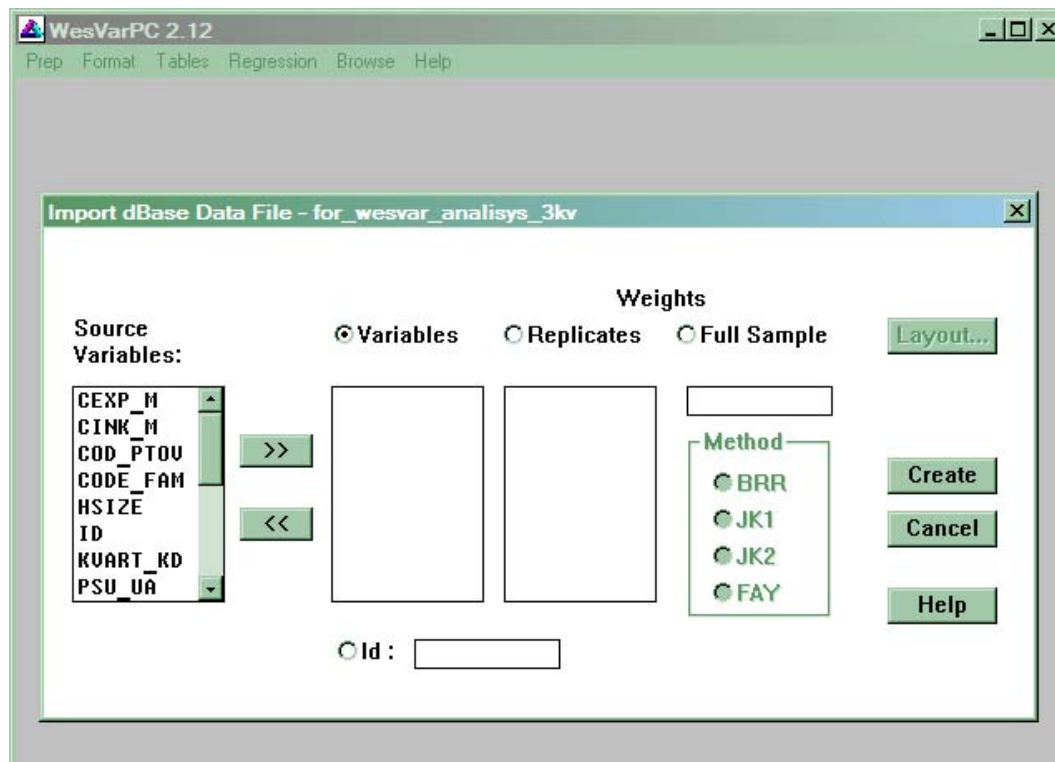 WesVarPC 2.12
Prep Format Tables Regression Browse Help
Import dBase Data File - for_wesvar_analisys_3kv
Weights
Source
Variables:
Variables Replicates Full Sample Layout...
CEXP_M
CINK_M
COD_PTOV
CODE_FAM
HSIZE
ID
KVART_KD
PSU_UA
>>
<<
Method
BRR
JK1
JK2
FAY
Create
Cancel
Help
Id :